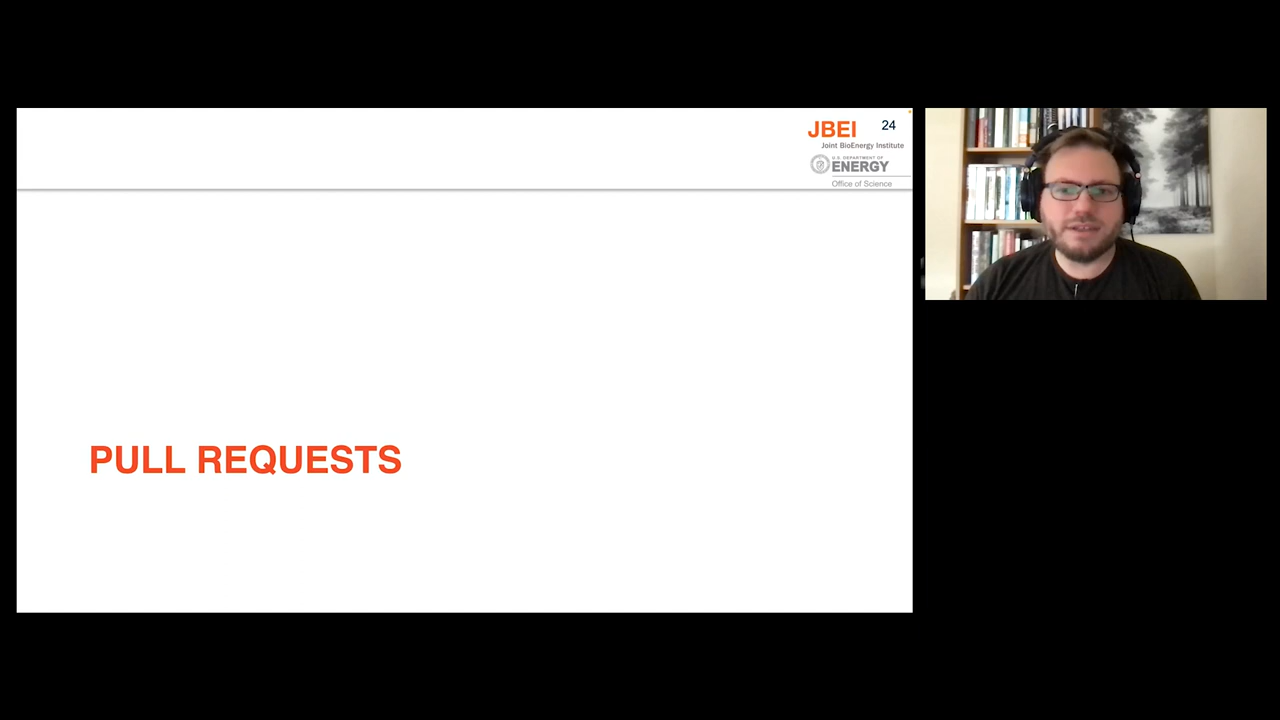 JBEI 24
Joint BioEnergy Institute
U.S. DEPARTMENT OF
ENERGY
Office of Science
PULL REQUESTS